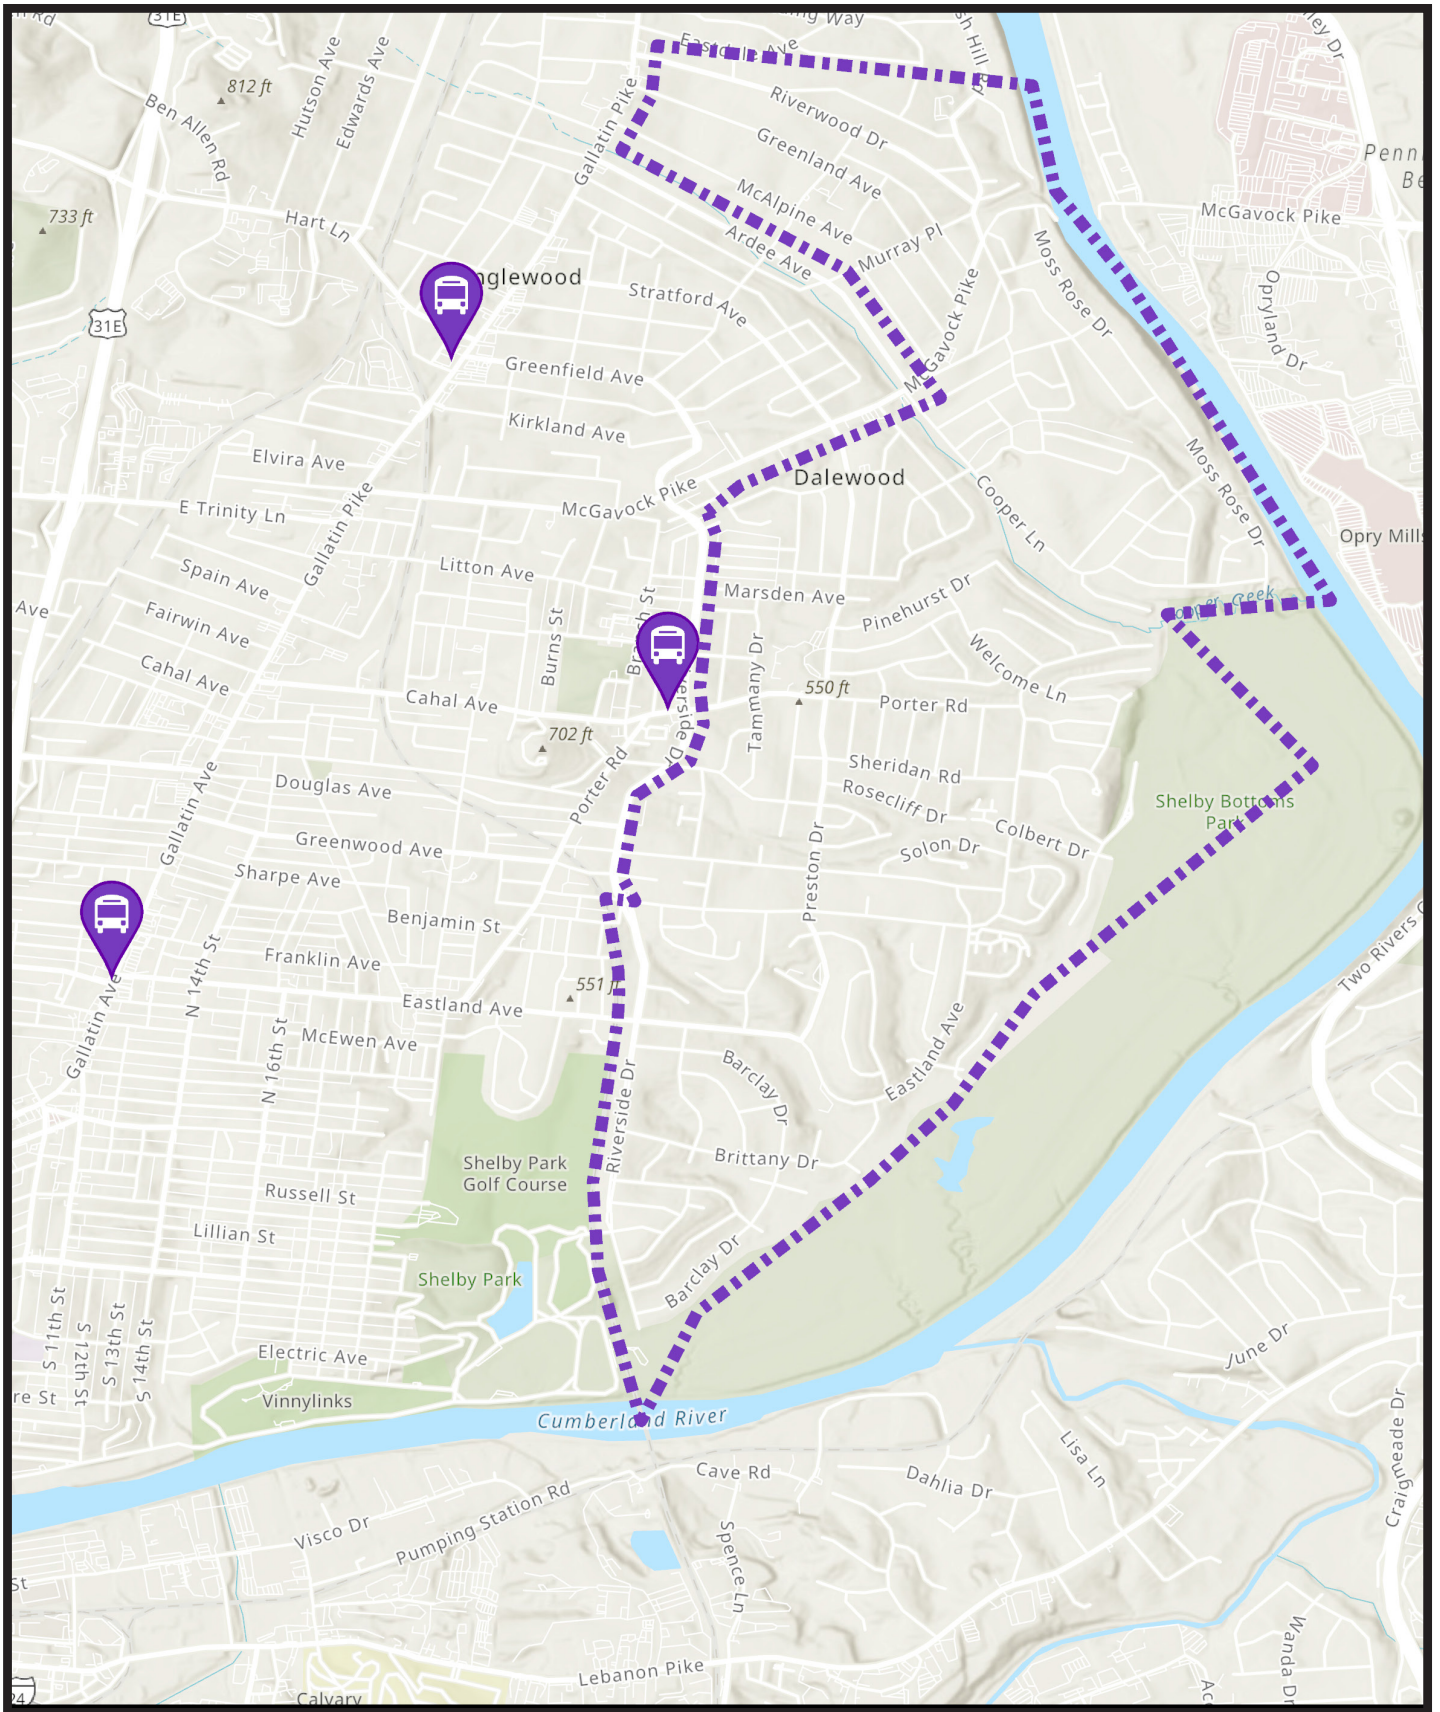 31E
Eastdale Ave
812 ft
Hutson Ave
Edwards Ave
Ben Allen Rd
Gallatin Pike
Riverwood Dr
Greenland Ave
McAlpine Ave
Ardee Ave
Murray Pl
McGavock Pike
733 ft
Hart Ln
Moss Rose Dr
McGavock Pike
Opryland Dr
31E
Stratford Ave
Greenfield Ave
Kirkland Ave
Elvira Ave
E Trinity Ln
McGavock Pike
Dalewood
Gallatin Pike
Cooper Ln
Moss Rose Dr
Opry Mills
Spain Ave
Litton Ave
Marsden Ave
Pinehurst Dr
Ave
Fairwin Ave
Burns St
Cahal Ave
Cahal Ave
Tammany Dr
550 ft
Welcome Ln
Porter Rd
702 ft
Porter Rd
Sheridan Rd
Rosecliff Dr
Colbert Dr
Solon Dr
Preston Dr
Shelby Bottoms
Park
Douglas Ave
Gallatin Ave
Greenwood Ave
Sharpe Ave
Benjamin St
Franklin Ave
N 14th St
551 ft
Eastland Ave
McEwen Ave
N 16th St
Gallatin Ave
Eastland Ave
Barclay Dr
Brittany Dr
Riverside Dr
Shelby Park
Golf Course
Russell St
Lillian St
Shelby Park
Barclay Dr
S 11th St
S 12th St
S 13th St
S 14th St
Electric Ave
Vinnylinks
re St
Cumberland River
June Dr
Cave Rd
Dahlia Dr
Lisa Ln
Craigmeade Dr
Visco Dr
Pumping Station Rd
Spence Ln
St
Lebanon Pike
Wanda Dr
24
Calvary